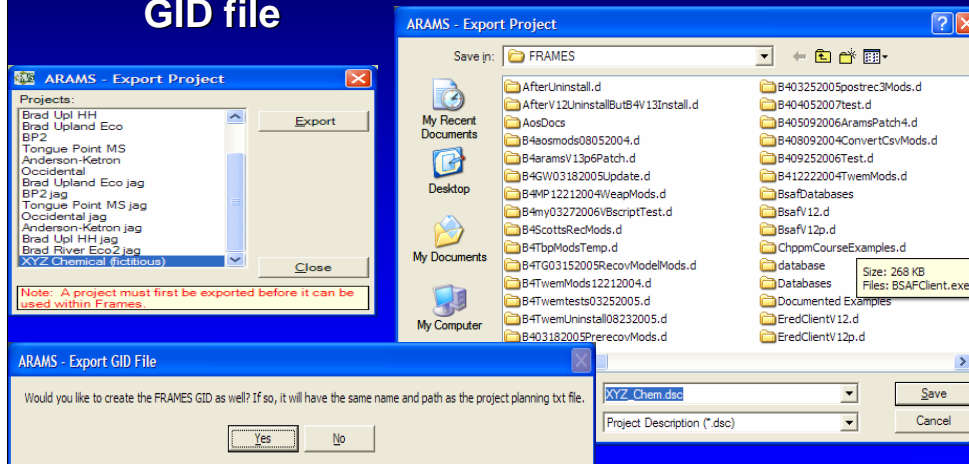 GID file
ARAMS - Export Project
Projects:
Brad Upl HH
Brad Upland Eco
BP2
Tongue Point MS
Anderson-Ketron
Occidental
Brad Upland Eco jag
BP2 jag
Tongue Point MS jag
Occidental jag
Anderson-Ketron jag
Brad Upl HH jag
Brad River Eco2 jag
XYZ Chemical (fictitious)
Export
Close
Note: A project must first be exported before it can be
used within Frames.
ARAMS - Export Project
Save in:
FRAMES
My Recent
Documents
Desktop
My Documents
My Computer
AfterUninstall.d
AfterV12UninstallButB4V13Install.d
AosDocs
B4aosmods08052004.d
B4aramsV13p6Patch.d
B4GW03182005Update.d
B4MP12212004WeapMods.d
B4my03272006VBscriptTest.d
B4ScottsRecMods.d
B4TbpModsTemp.d
B4TG03152005RecovModelMods.d
B4TwemMods12212004.d
B4Twemtests03252005.d
B4TwemUninstall08232005.d
B403182005PrerecovMods.d
B403252005postrec3Mods.d
B404052007test.d
B405092006AramsPatch4.d
B408092004ConvertCsvMods.d
B409252006Test.d
B412222004TwemMods.d
BsafDatabases
BsafV12.d
BsafV12p.d
ChppmCourseExamples.d
database
Databases
Documented Examples
EredClientV12.d
EredClientV12p.d
Size: 268 KB
Files: BSAFClient.exe
XYZ_Chem.dsc
Save
Project Description (*.dsc)
Cancel
ARAMS - Export GID File
Would you like to create the FRAMES GID as well? If so, it will have the same name and path as the project planning txt file.
Yes
No